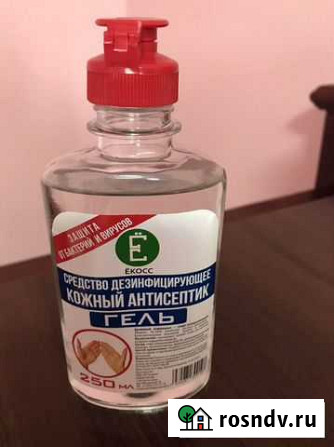 ЗАЩИТА
ОТ БАКТЕРИЙ И ВИРУСОВ
Ё
ЁКОСС
СРЕДСТВО ДЕЗИНФИЦИРУЮЩЕЕ
КОЖНЫЙ АНТИСЕПТИК
ГЕЛЬ
250 МЛ
rosndv.ru